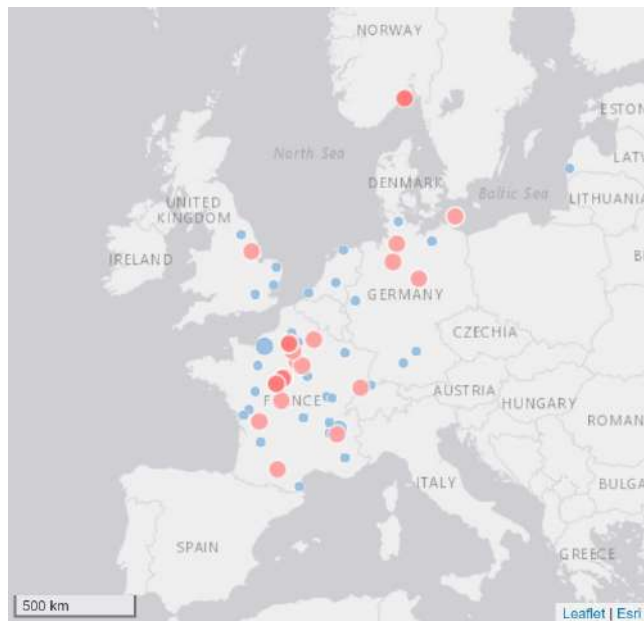 NORWAY
ESTON
North Sea
LATV
DENMARK
Baltic Sea
UNITED
KINGDOM
LITHUANIA
IRELAND
B
GERMANY
CZECHIA
AUSTRIA
FRANCE
HUNGARY
ROMAN
ITALY
BULGA
SPAIN
GREECE
500 km
Leaflet | Esri